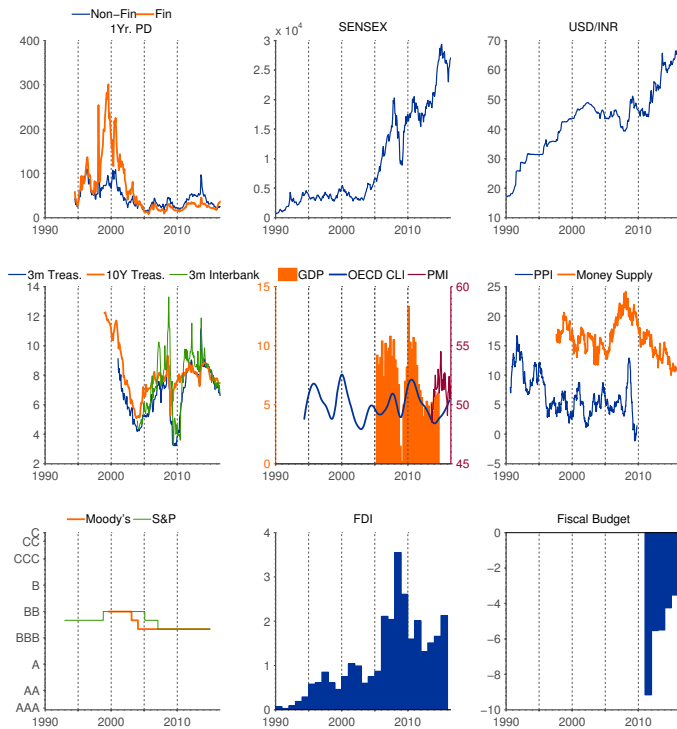 Non-Fin Fin
1Yr. PD
400
300
200
100
0
1990 2000 2010
SENSEX
3 x 10^4
2.5
2
1.5
1
0.5
0
1990 2000 2010
USD/INR
70
60
50
40
30
20
10
1990 2000 2010
3m Treas. 10Y Treas. 3m Interbank
14
12
10
8
6
4
2
1990 2000 2010
GDP OECD CLI PMI
15
10
5
0
60
55
50
45
1990 2000 2010
PPI Money Supply
25
20
15
10
5
0
−5
1990 2000 2010
Moody's S&P
C
CC
CCC
B
BB
BBB
A
AA
AAA
1990 2000 2010
FDI
4
3
2
1
0
1990 2000 2010
Fiscal Budget
0
−2
−4
−6
−8
−10
1990 2000 2010